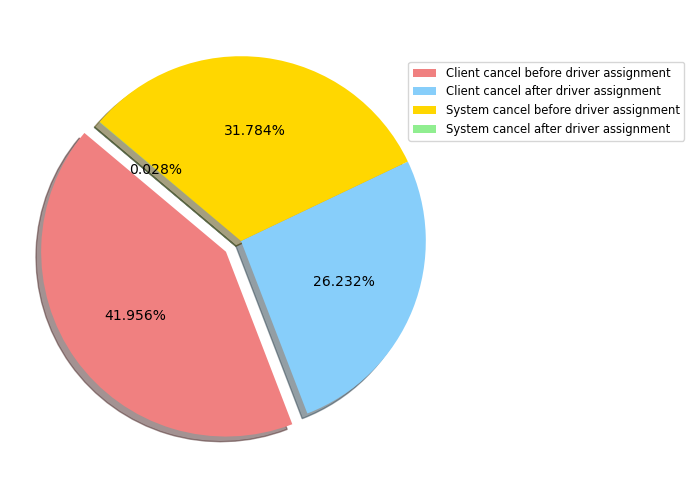 Client cancel before driver assignment
Client cancel after driver assignment
System cancel before driver assignment
System cancel after driver assignment
31.784%
0.028%
26.232%
41.956%